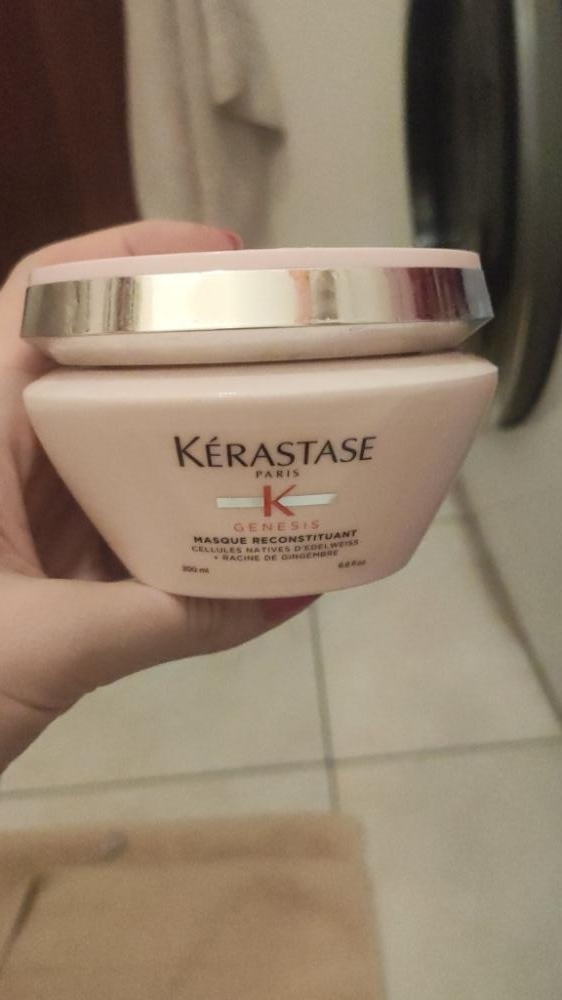 KÉRASTASE
PARIS
K
GENESIS
MASQUE RECONSTITUANT
CELLULES NATIVES D'EDELWEISS
+ RACINE DE GINGEMBRE
200 ml 6.8 fl.oz